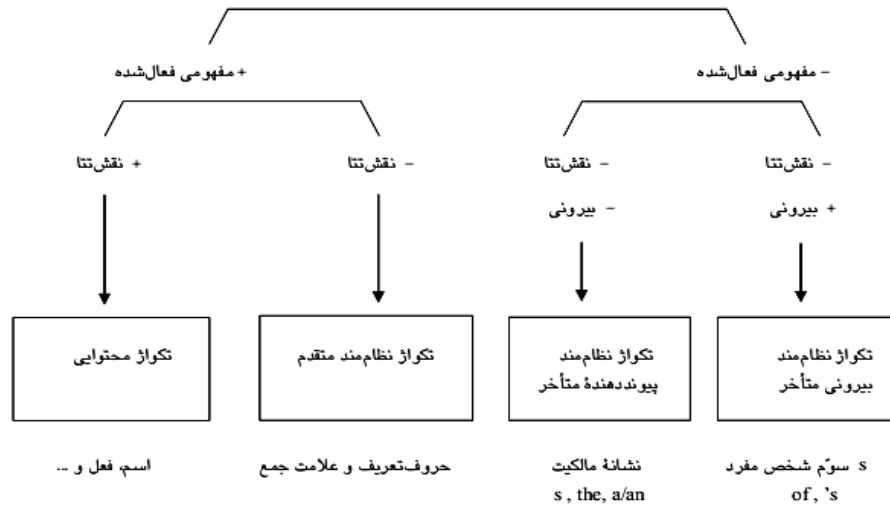 - مفهومی فعال‌شده
+ مفهومی فعال‌شده
- نقش‌تتا
- نقش‌تتا
- نقش‌تتا
+ نقش‌تتا
+ بیرونی
- بیرونی
تکواژ نظام‌مند
بیرونی متأخر
تکواژ نظام‌مند
پیونددهندهٔ متأخر
تکواژ نظام‌مند متقدم
تکواژ محتوایی
s سوّم شخص مفرد
of , 's
نشانهٔ مالکیت
s , the, a/an
حروف‌تعریف و علامت جمع
اسم، فعل و ...